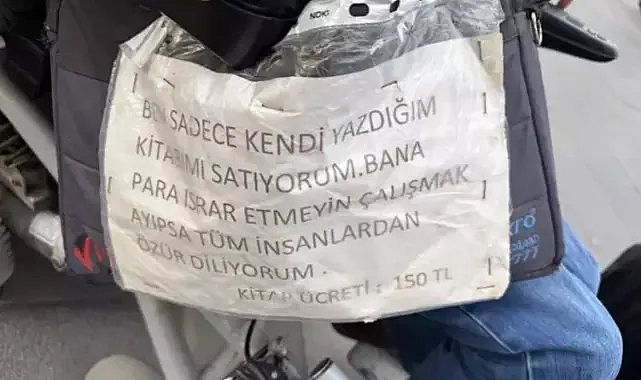 NOKI
BEN SADECE KENDİ YAZDIĞIM
KİTABIMI SATIYORUM.BANA
PARA ISRAR ETMEYİN ÇALIŞMAK
AYIPSA TÜM İNSANLARDAN
ÖZÜR DİLİYORUM.
KİTAP ÜCRETİ : 150 TL